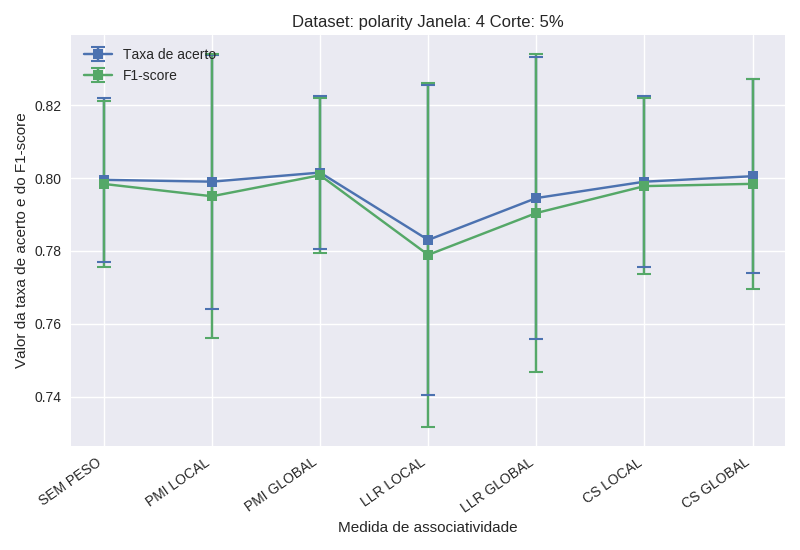 Dataset: polarity Janela: 4 Corte: 5%
Taxa de acerto
F1-score
Valor da taxa de acerto e do F1-score
0.82
0.80
0.78
0.76
0.74
SEM PESO
PMI LOCAL
PMI GLOBAL
LLR LOCAL
LLR GLOBAL
CS LOCAL
CS GLOBAL
Medida de associatividade